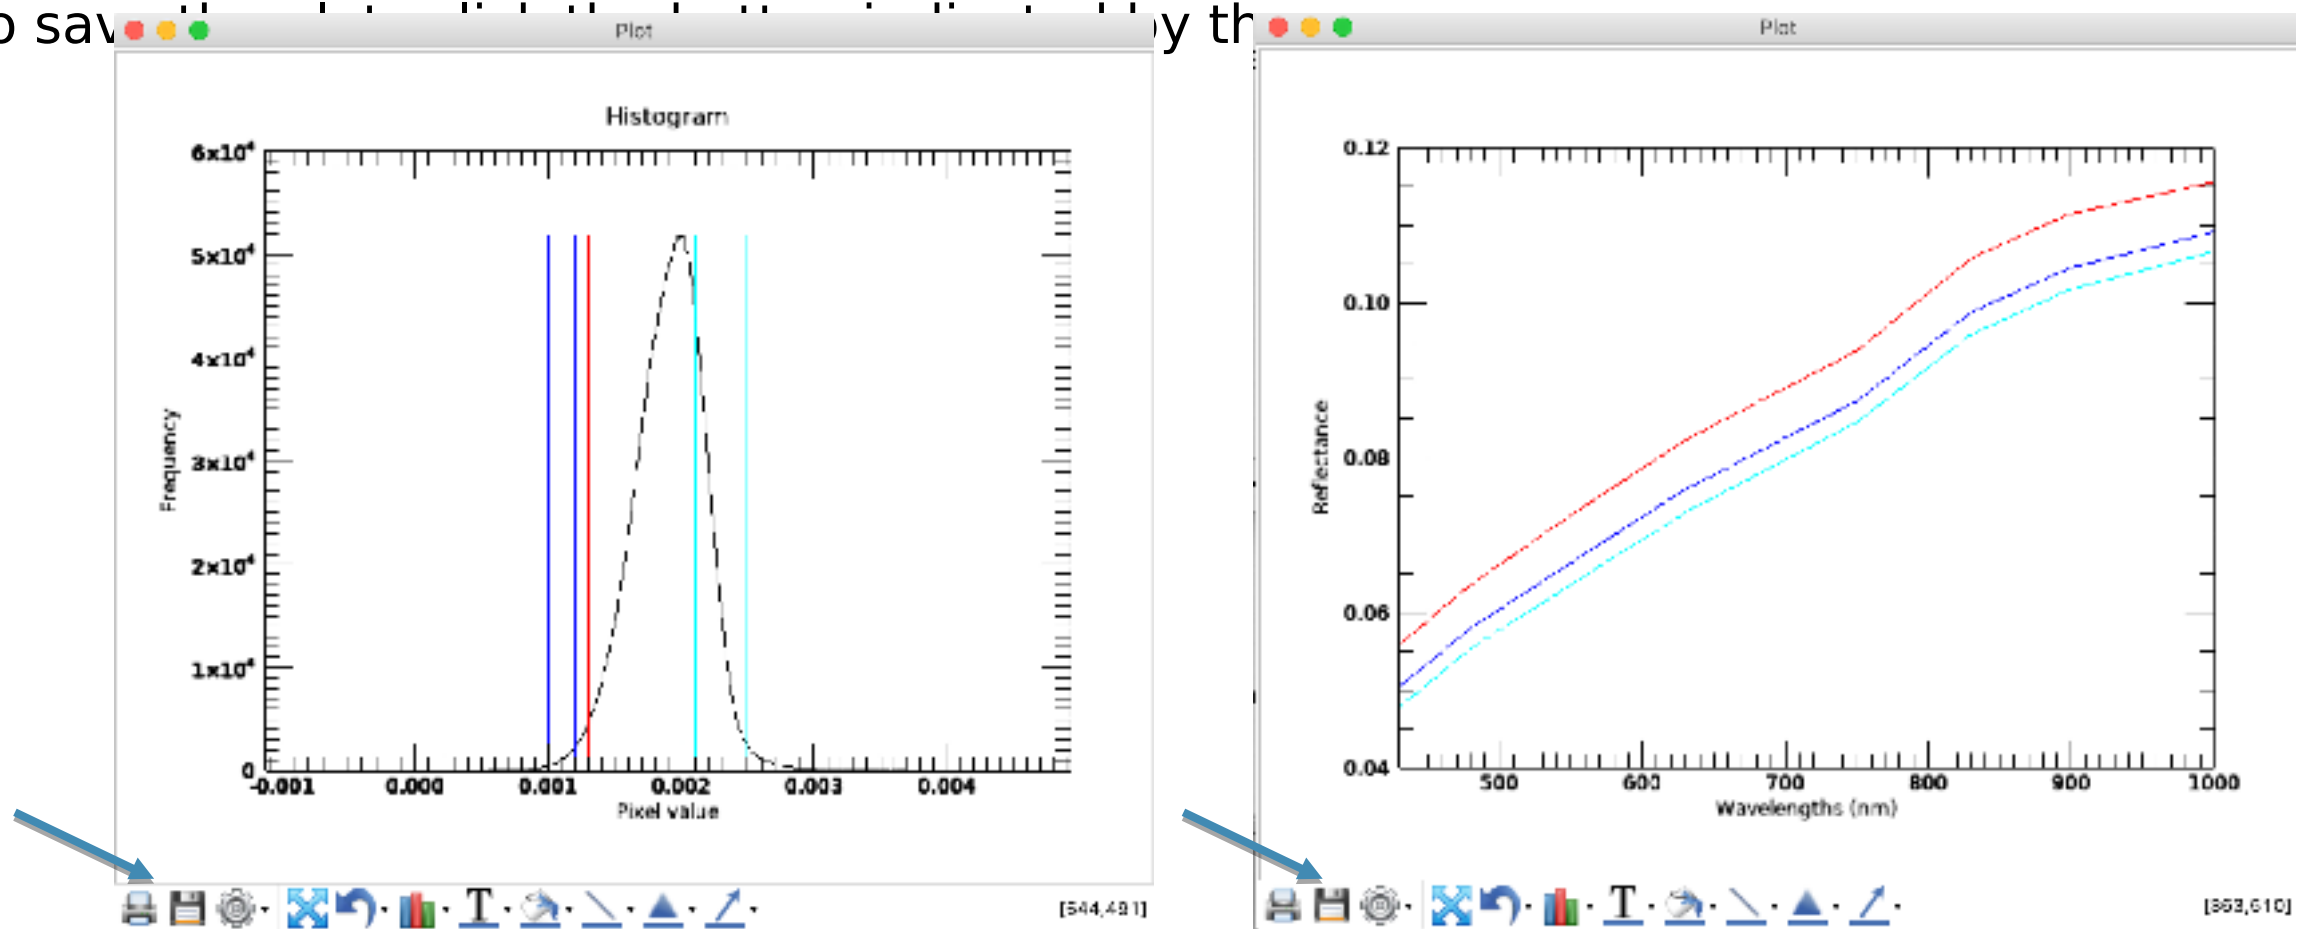 by th
Plot
Histogram
6x10⁴
5x10⁴
4x10⁴
3x10⁴
2x10⁴
1x10⁴
0
Frequency
-0.001 0.000 0.001 0.002 0.003 0.004
Pixel value
T
Plot
0.12
0.10
0.08
0.06
0.04
Reflectance
500 600 700 800 900 1000
Wavelengths (nm)
T